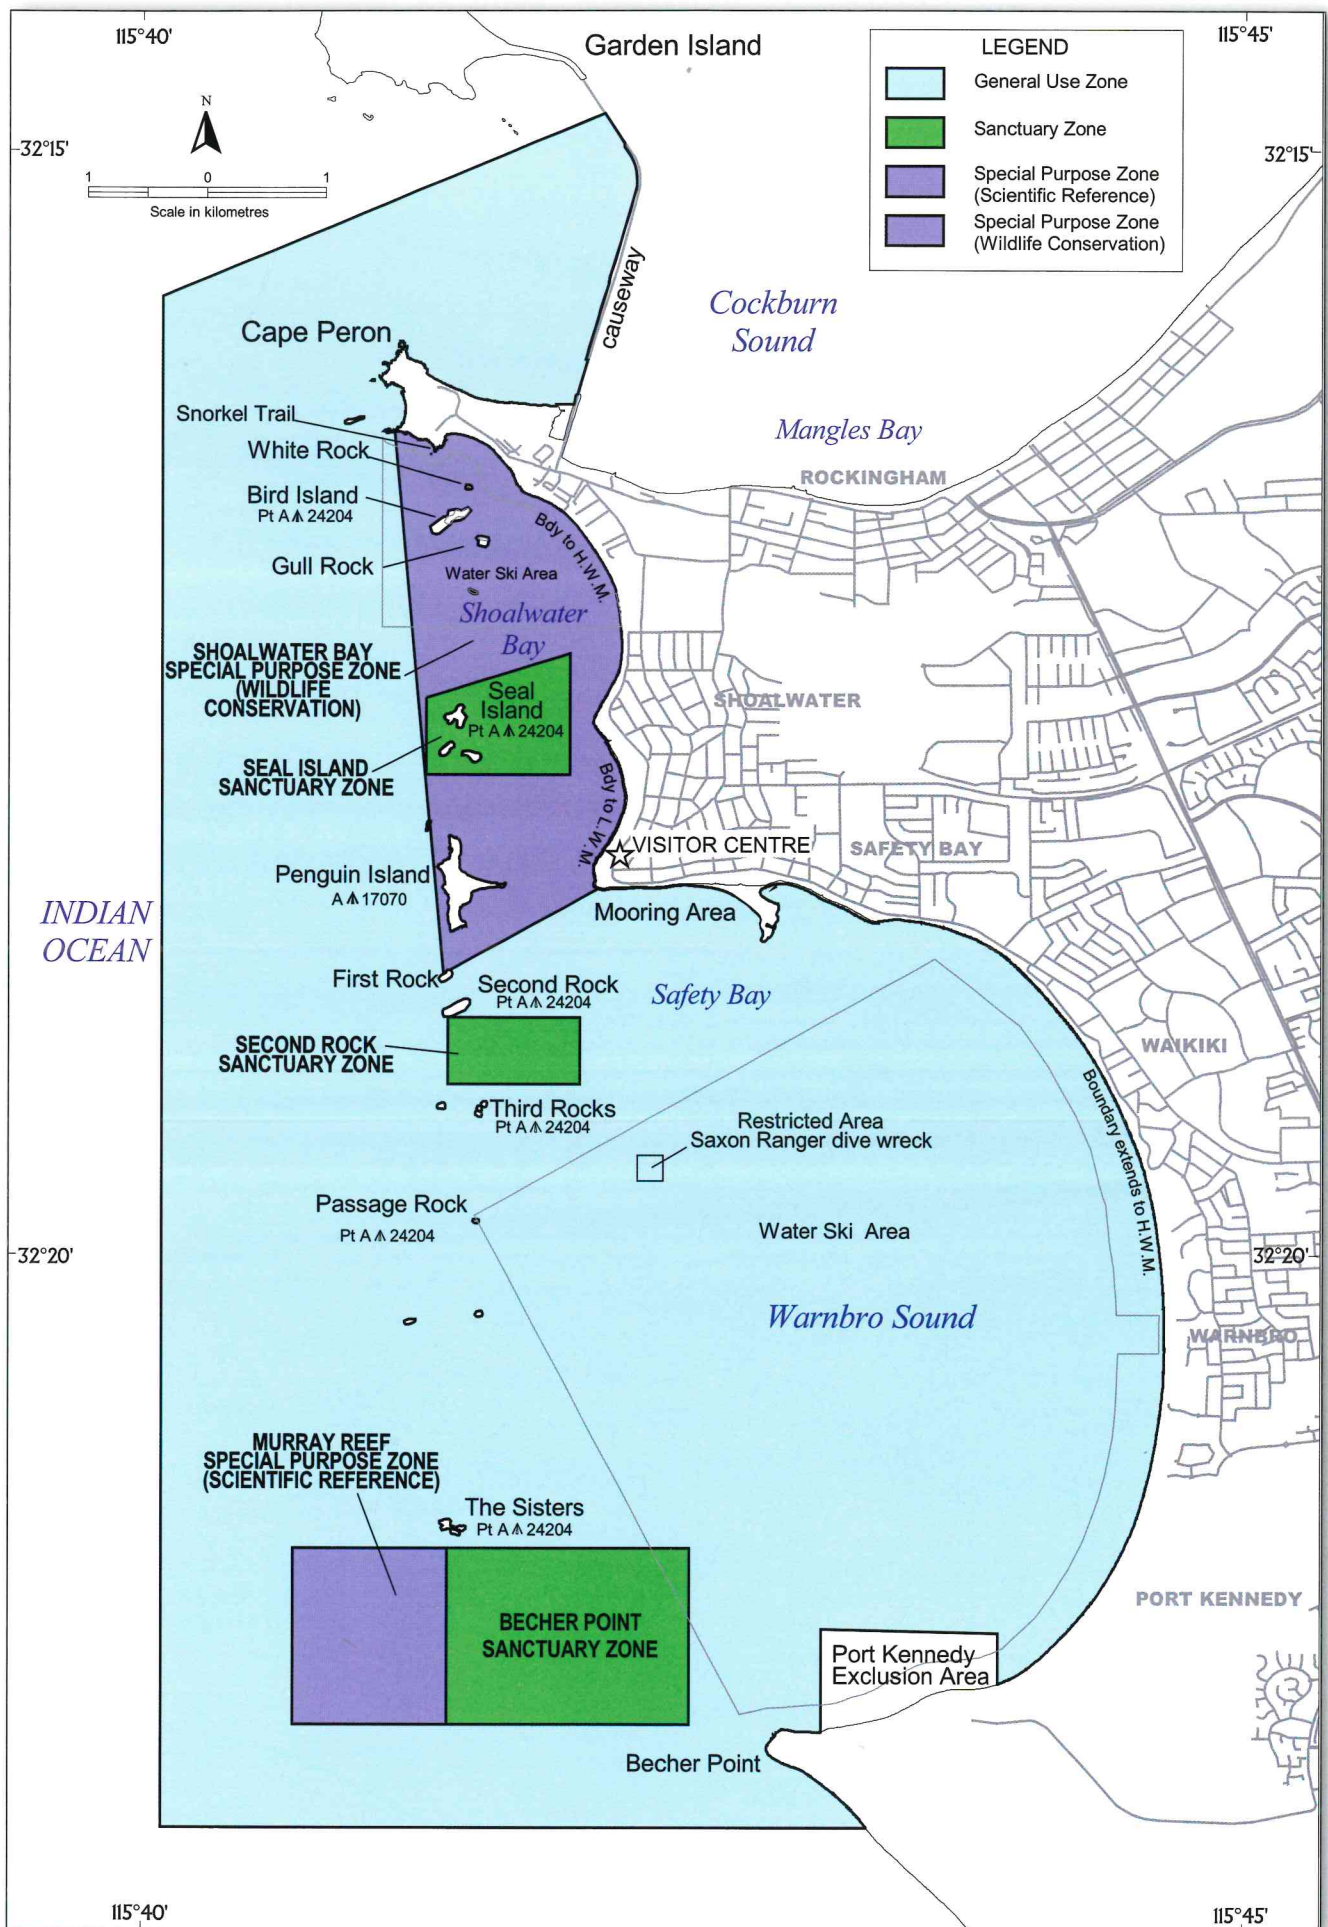 115°40'
115°45'
Garden Island
LEGEND
General Use Zone
Sanctuary Zone
Special Purpose Zone
(Scientific Reference)
Special Purpose Zone
(Wildlife Conservation)
N
32°15'
32°15'
1 0 1
Scale in kilometres
causeway
Cockburn
Sound
Cape Peron
Mangles Bay
Snorkel Trail
White Rock
ROCKINGHAM
Bird Island
Pt A 24204
Bdy to H.W.M.
Gull Rock
Water Ski Area
Shoalwater
Bay
SHOALWATER BAY
SPECIAL PURPOSE ZONE
(WILDLIFE
CONSERVATION)
Seal
Island
Pt A 24204
SHOALWATER
SEAL ISLAND
SANCTUARY ZONE
Bdy to L.W.M.
VISITOR CENTRE
SAFETY BAY
Penguin Island
A 17070
INDIAN
OCEAN
Mooring Area
First Rock
Second Rock
Pt A 24204
Safety Bay
SECOND ROCK
SANCTUARY ZONE
WAIKIKI
Third Rocks
Pt A 24204
Restricted Area
Saxon Ranger dive wreck
Boundary extends to H.W.M.
Passage Rock
Pt A 24204
Water Ski Area
32°20'
32°20'
Warnbro Sound
WARNBRO
MURRAY REEF
SPECIAL PURPOSE ZONE
(SCIENTIFIC REFERENCE)
The Sisters
Pt A 24204
PORT KENNEDY
BECHER POINT
SANCTUARY ZONE
Port Kennedy
Exclusion Area
Becher Point
115°40'
115°45'